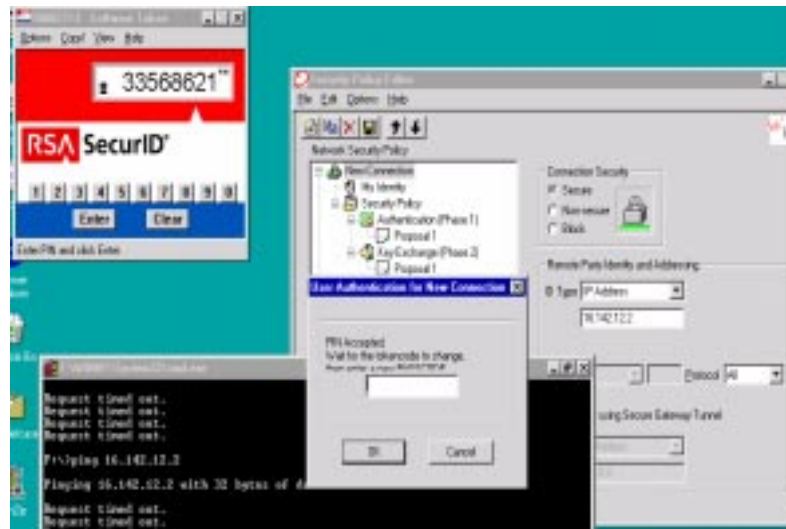 Options Copy! View Help
33568621
RSA SecurID
1 2 3 4 5 6 7 8 9 0
Enter Clear
Enter PIN and click Enter
Security Policy Editor
File Edit Options Help
Network Security Policy
New Connection
My Identity
Security Policy
Authentication (Phase 1)
Proposal 1
Key Exchange (Phase 2)
Proposal 1
Connection Security
Secure
Non-secure
Block
Remote Party Identity and Addressing
ID Type IP Address
16.142.12.2
Protocol All
using Secure Gateway Tunnel
User Authentication for New Connection
PIN Accepted.
Wait for the tokencode to change,
OK Cancel
Request timed out.
Request timed out.
Request timed out.
Request timed out.
F:\>ping 16.142.12.2
Pinging 16.142.12.2 with 32 bytes of
Request timed out.
Request timed out.